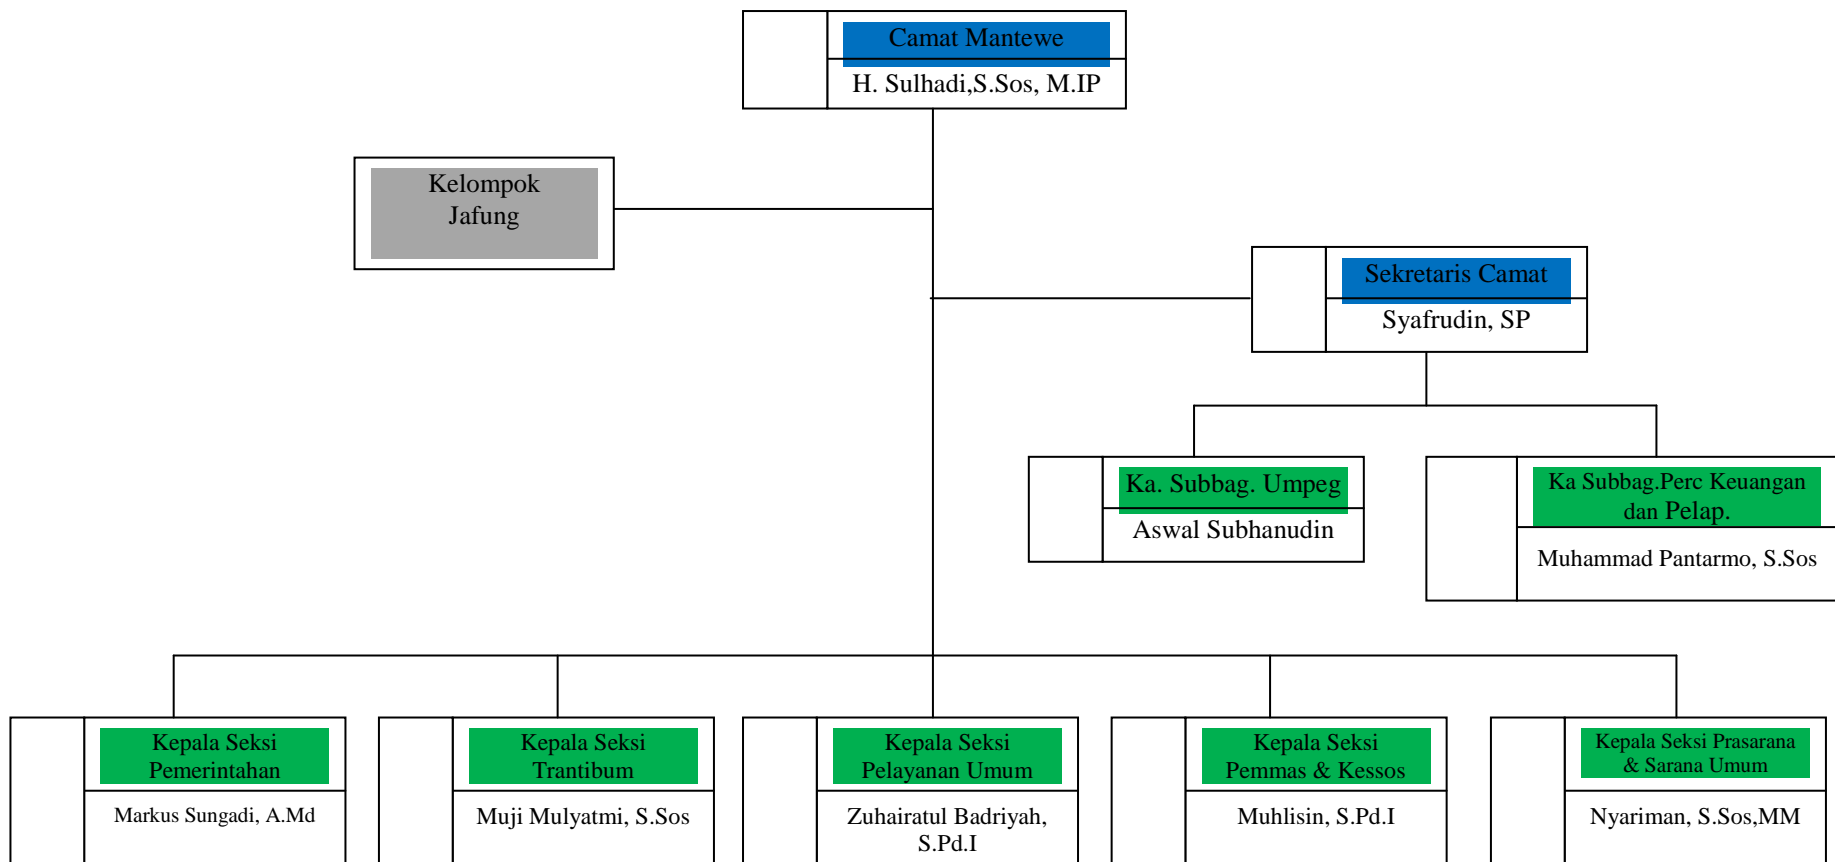 Camat Mantewe
H. Sulhadi,S.Sos, M.IP
Kelompok
Jafung
Sekretaris Camat
Syafrudin, SP
Ka. Subbag. Umpeg
Aswal Subhanudin
Ka Subbag.Perc Keuangan
dan Pelap.
Muhammad Pantarmo, S.Sos
Kepala Seksi
Pemerintahan
Markus Sungadi, A.Md
Kepala Seksi
Trantibum
Muji Mulyatmi, S.Sos
Kepala Seksi
Pelayanan Umum
Zuhairatul Badriyah,
S.Pd.I
Kepala Seksi
Pemmas & Kessos
Muhlisin, S.Pd.I
Kepala Seksi Prasarana
& Sarana Umum
Nyariman, S.Sos,MM